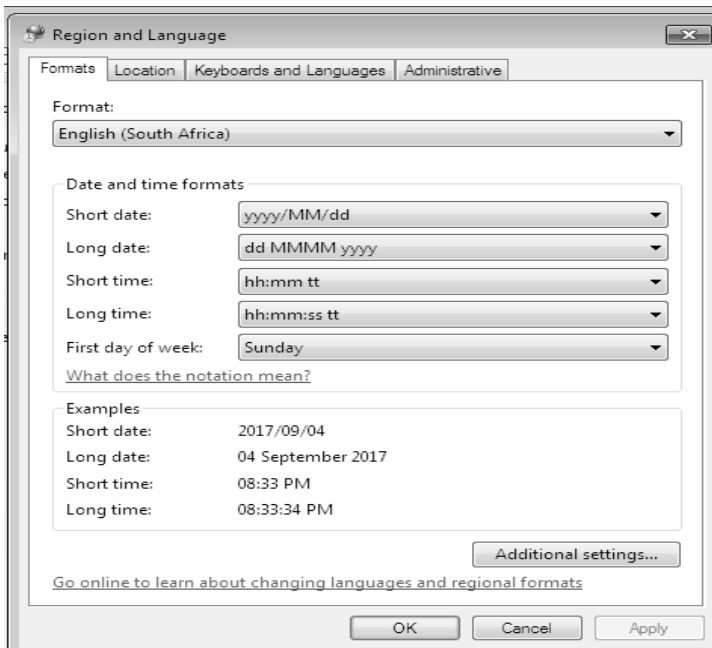 Region and Language
Formats Location Keyboards and Languages Administrative
Format:
English (South Africa)
Date and time formats
Short date: yyyy/MM/dd
Long date: dd MMMM yyyy
Short time: hh:mm tt
Long time: hh:mm:ss tt
First day of week: Sunday
What does the notation mean?
Examples
Short date: 2017/09/04
Long date: 04 September 2017
Short time: 08:33 PM
Long time: 08:33:34 PM
Additional settings...
Go online to learn about changing languages and regional formats
OK Cancel Apply